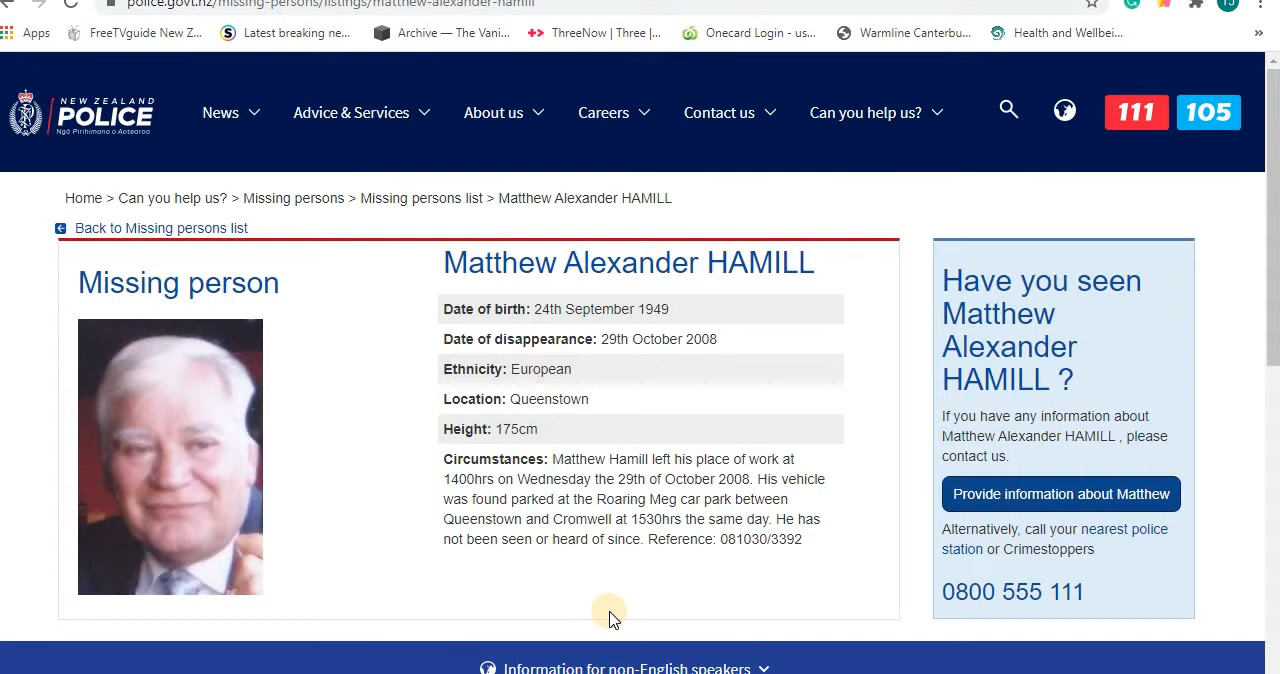 police.govt.nz/missing-persons/listings/matthew-alexander-hamill
Apps FreeTVguide New Z... Latest breaking ne... Archive — The Vani... ThreeNow | Three |... Onecard Login - us... Warmline Canterbu... Health and Wellbei... »
NEW ZEALAND
POLICE
Ngā Pirihimana o Aotearoa
News Advice & Services About us Careers Contact us Can you help us? 111 105
Home > Can you help us? > Missing persons > Missing persons list > Matthew Alexander HAMILL
Back to Missing persons list
Missing person
Matthew Alexander HAMILL
Date of birth: 24th September 1949
Date of disappearance: 29th October 2008
Ethnicity: European
Location: Queenstown
Height: 175cm
Circumstances: Matthew Hamill left his place of work at
1400hrs on Wednesday the 29th of October 2008. His vehicle
was found parked at the Roaring Meg car park between
Queenstown and Cromwell at 1530hrs the same day. He has
not been seen or heard of since. Reference: 081030/3392
Have you seen
Matthew
Alexander
HAMILL ?
If you have any information about
Matthew Alexander HAMILL , please
contact us.
Provide information about Matthew
Alternatively, call your nearest police
station or Crimestoppers
0800 555 111
Information for non-English speakers